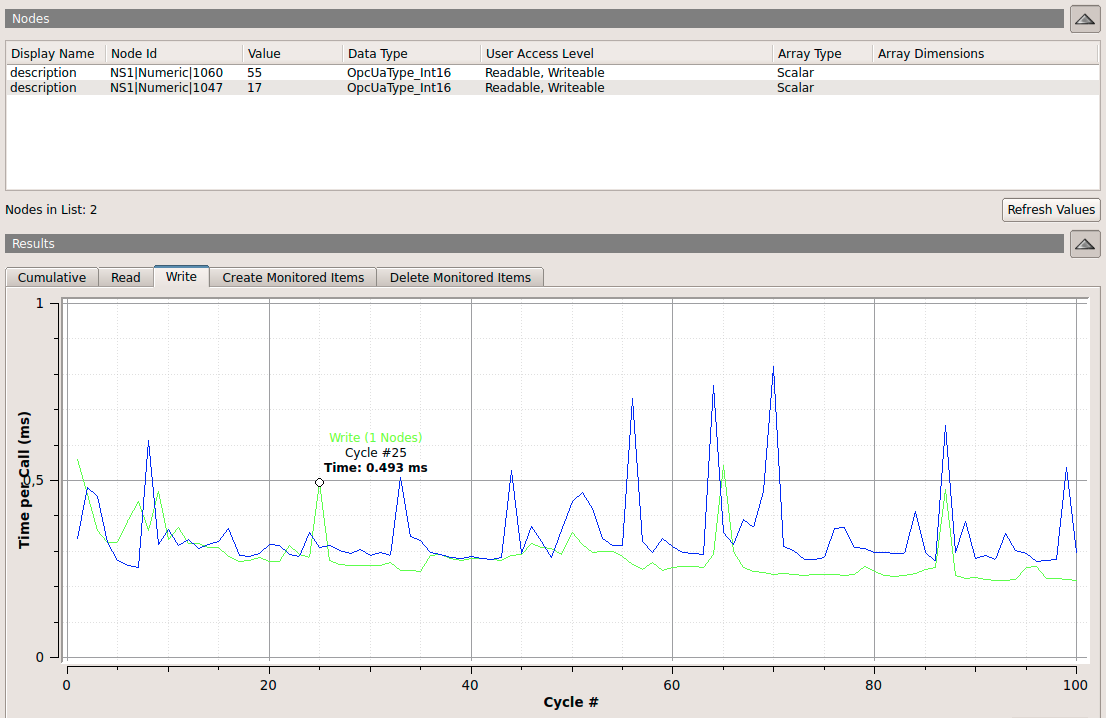 Nodes
Display Name Node Id Value Data Type User Access Level Array Type Array Dimensions
description NS1|Numeric|1060 55 OpcUaType_Int16 Readable, Writeable Scalar
description NS1|Numeric|1047 17 OpcUaType_Int16 Readable, Writeable Scalar
Nodes in List: 2 Refresh Values
Results
Cumulative Read Write Create Monitored Items Delete Monitored Items
1
Write (1 Nodes)
Cycle #25
Time: 0.493 ms
0,5
Time per Call (ms)
0
0 20 40 60 80 100
Cycle #